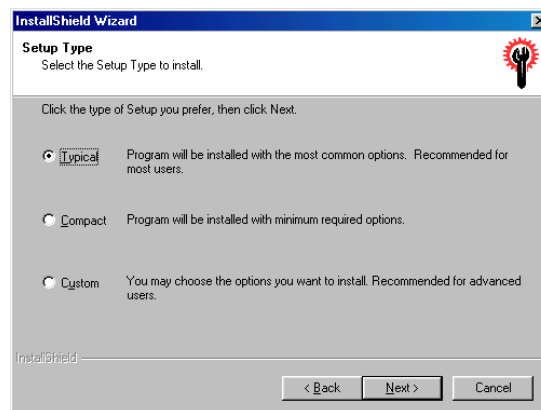 InstallShield Wizard
Setup Type
Select the Setup Type to install.
Click the type of Setup you prefer, then click Next.
Typical
Program will be installed with the most common options. Recommended for
most users.
Compact
Program will be installed with minimum required options.
Custom
You may choose the options you want to install. Recommended for advanced
users.
InstallShield
< Back
Next >
Cancel